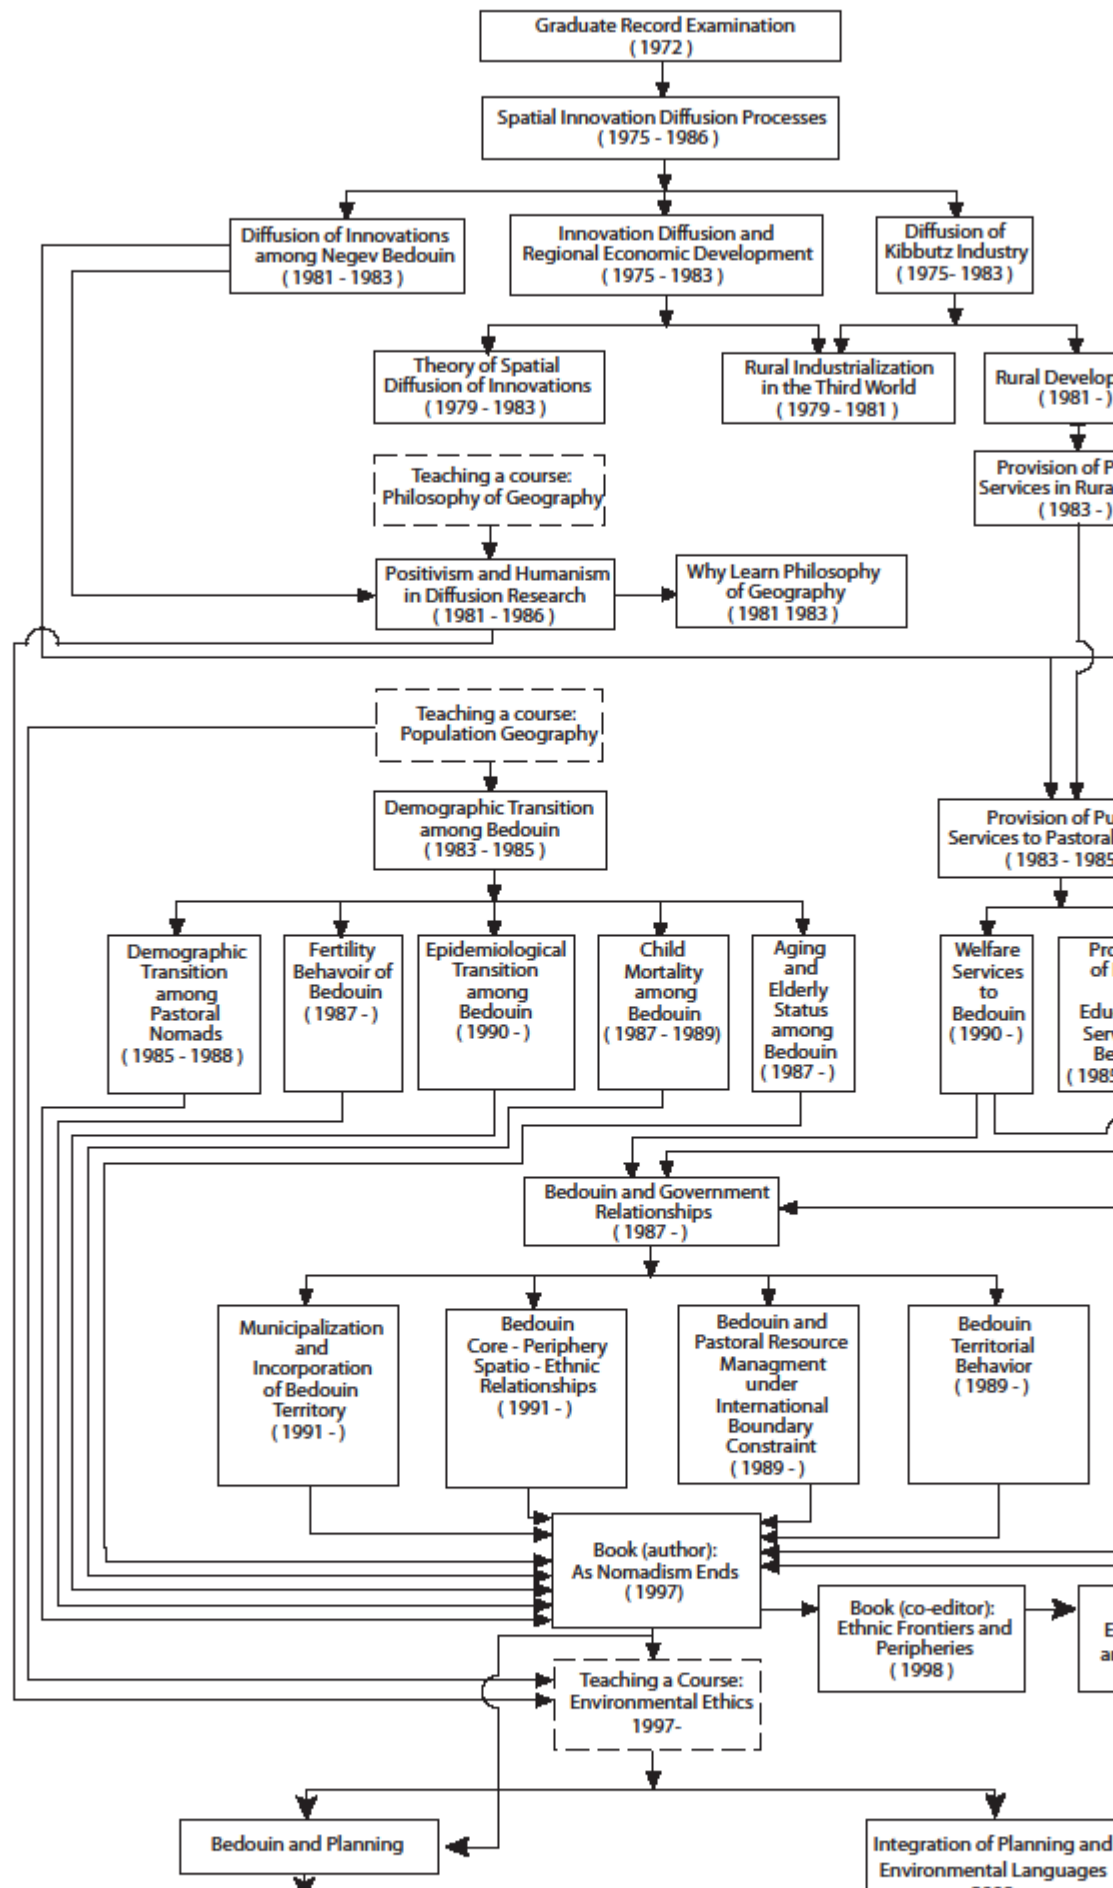 Graduate Record Examination
( 1972 )
Spatial Innovation Diffusion Processes
( 1975 - 1986 )
Diffusion of Innovations
among Negev Bedouin
( 1981 - 1983 )
Innovation Diffusion and
Regional Economic Development
( 1975 - 1983 )
Diffusion of
Kibbutz Industry
( 1975- 1983 )
Theory of Spatial
Diffusion of Innovations
( 1979 - 1983 )
Rural Industrialization
in the Third World
( 1979 - 1981 )
Rural
( 1981 - )
Teaching a course:
Philosophy of Geography
Provision of
Services in
( 1983 - )
Positivism and Humanism
in Diffusion Research
( 1981 - 1986 )
Why Learn Philosophy
of Geography
( 1981 1983 )
Teaching a course:
Population Geography
Demographic Transition
among Bedouin
( 1983 - 1985 )
Provision of
Services to Pastoral
( 1983 - 1985
Demographic
Transition
among
Pastoral
Nomads
( 1985 - 1988 )
Fertility
Behavoir of
Bedouin
( 1987 - )
Epidemiological
Transition
among
Bedouin
( 1990 - )
Child
Mortality
among
Bedouin
( 1987 - 1989)
Aging
and
Elderly
Status
among
Bedouin
( 1987 - )
Welfare
Services
to
Bedouin
( 1990 - )
of
( 1985
Bedouin and Government
Relationships
( 1987 - )
Municipalization
and
Incorporation
of Bedouin
Territory
( 1991 - )
Bedouin
Core - Periphery
Spatio - Ethnic
Relationships
( 1991 - )
Bedouin and
Pastoral Resource
Managment
under
International
Boundary
Constraint
( 1989 - )
Bedouin
Territorial
Behavior
( 1989 - )
Book (author):
As Nomadism Ends
( 1997)
Book (co-editor):
Ethnic Frontiers and
Peripheries
( 1998 )
Teaching a Course:
Environmental Ethics
1997-
Bedouin and Planning
Integration of Planning and
Environmental Languages